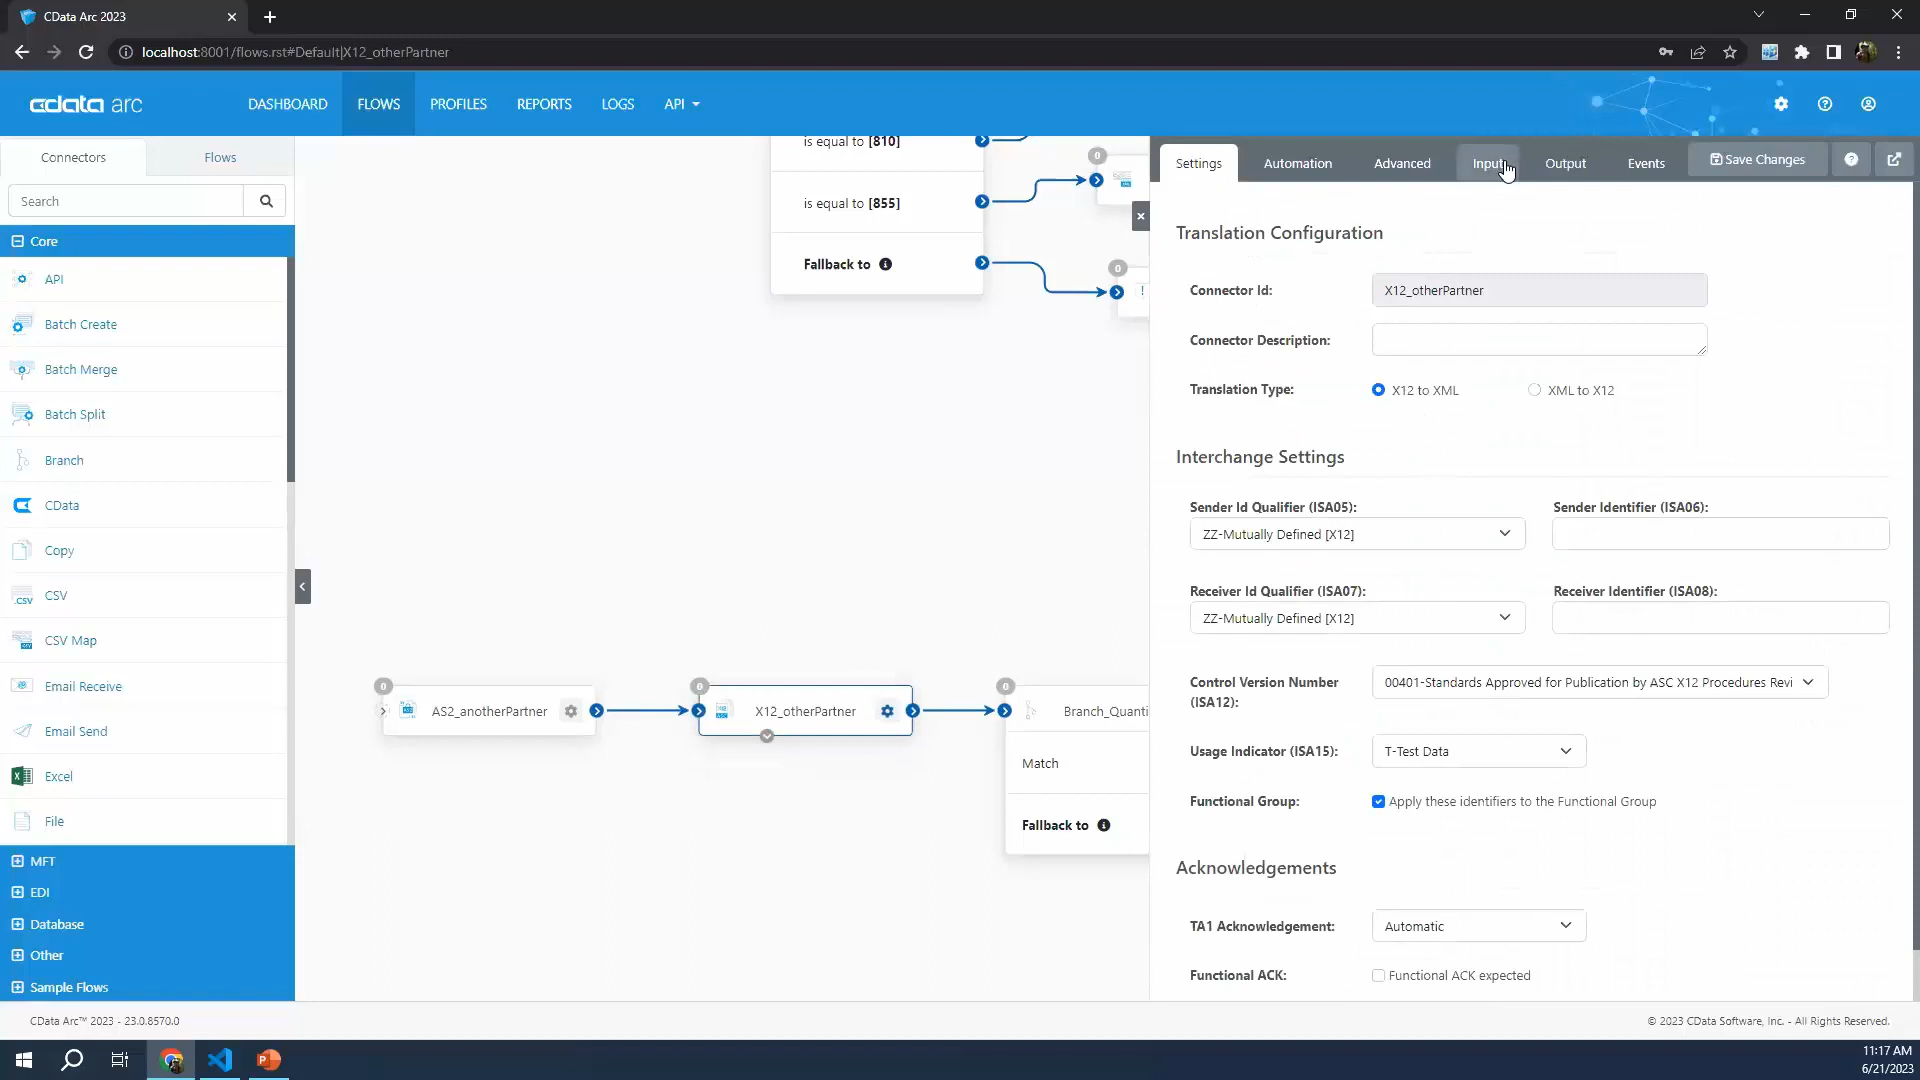 CData Arc 2023
localhost:8001/flows.rst#Default|X12_otherPartner
cdata arc
DASHBOARD
FLOWS
PROFILES
REPORTS
LOGS
API
Connectors
Flows
Search
Core
API
Batch Create
Batch Merge
Batch Split
Branch
CData
Copy
CSV
CSV Map
Email Receive
Email Send
Excel
File
MFT
EDI
Database
Other
Sample Flows
is equal to [810]
is equal to [855]
Fallback to
0
0
0
AS2_anotherPartner
0
X12_otherPartner
0
Branch_Quanti
Match
Fallback to
Settings
Automation
Advanced
Input
Output
Events
Save Changes
Translation Configuration
Connector Id:
X12_otherPartner
Connector Description:
Translation Type:
X12 to XML
XML to X12
Interchange Settings
Sender Id Qualifier (ISA05):
Sender Identifier (ISA06):
ZZ-Mutually Defined [X12]
Receiver Id Qualifier (ISA07):
Receiver Identifier (ISA08):
ZZ-Mutually Defined [X12]
Control Version Number
(ISA12):
00401-Standards Approved for Publication by ASC X12 Procedures Revi
Usage Indicator (ISA15):
T-Test Data
Functional Group:
Apply these identifiers to the Functional Group
Acknowledgements
TA1 Acknowledgement:
Automatic
Functional ACK:
Functional ACK expected
CData Arc™ 2023 - 23.0.8570.0
© 2023 CData Software, Inc. - All Rights Reserved.
11:17 AM
6/21/2023